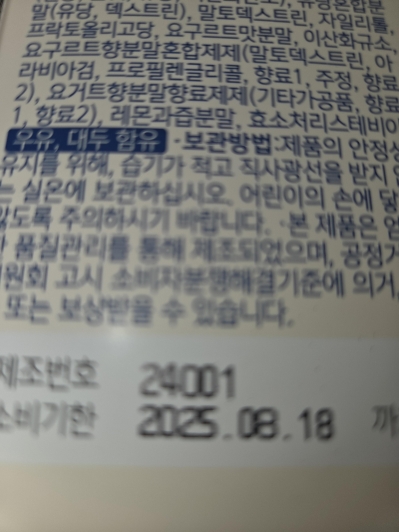 말(유당, 덱스트린), 말토덱스트린, 자일리톨,
프락토올리고당, 요구르트맛분말, 이산화규소,
요구르트향분말혼합제제(말토덱스트린, 아
라비아검, 프로필렌글리콜, 향료1, 주정, 향료
2), 요거트향분말향료제제(기타가공품, 향료
1, 향료2), 레몬과즙분말, 효소처리스테비아
우유, 대두 함유 ·보관방법:제품의 안정성
유지를 위해, 습기가 적고 직사광선을 받지 않
는 실온에 보관하십시오. 어린이의 손에 닿
않도록 주의하시기 바랍니다. ·본 제품은 엄
한 품질관리를 통해 제조되었으며, 공정거
위원회 고시 소비자분쟁해결기준에 의거,
또는 보상받을 수 있습니다.
제조번호 24001
소비기한 2025.08.18 까